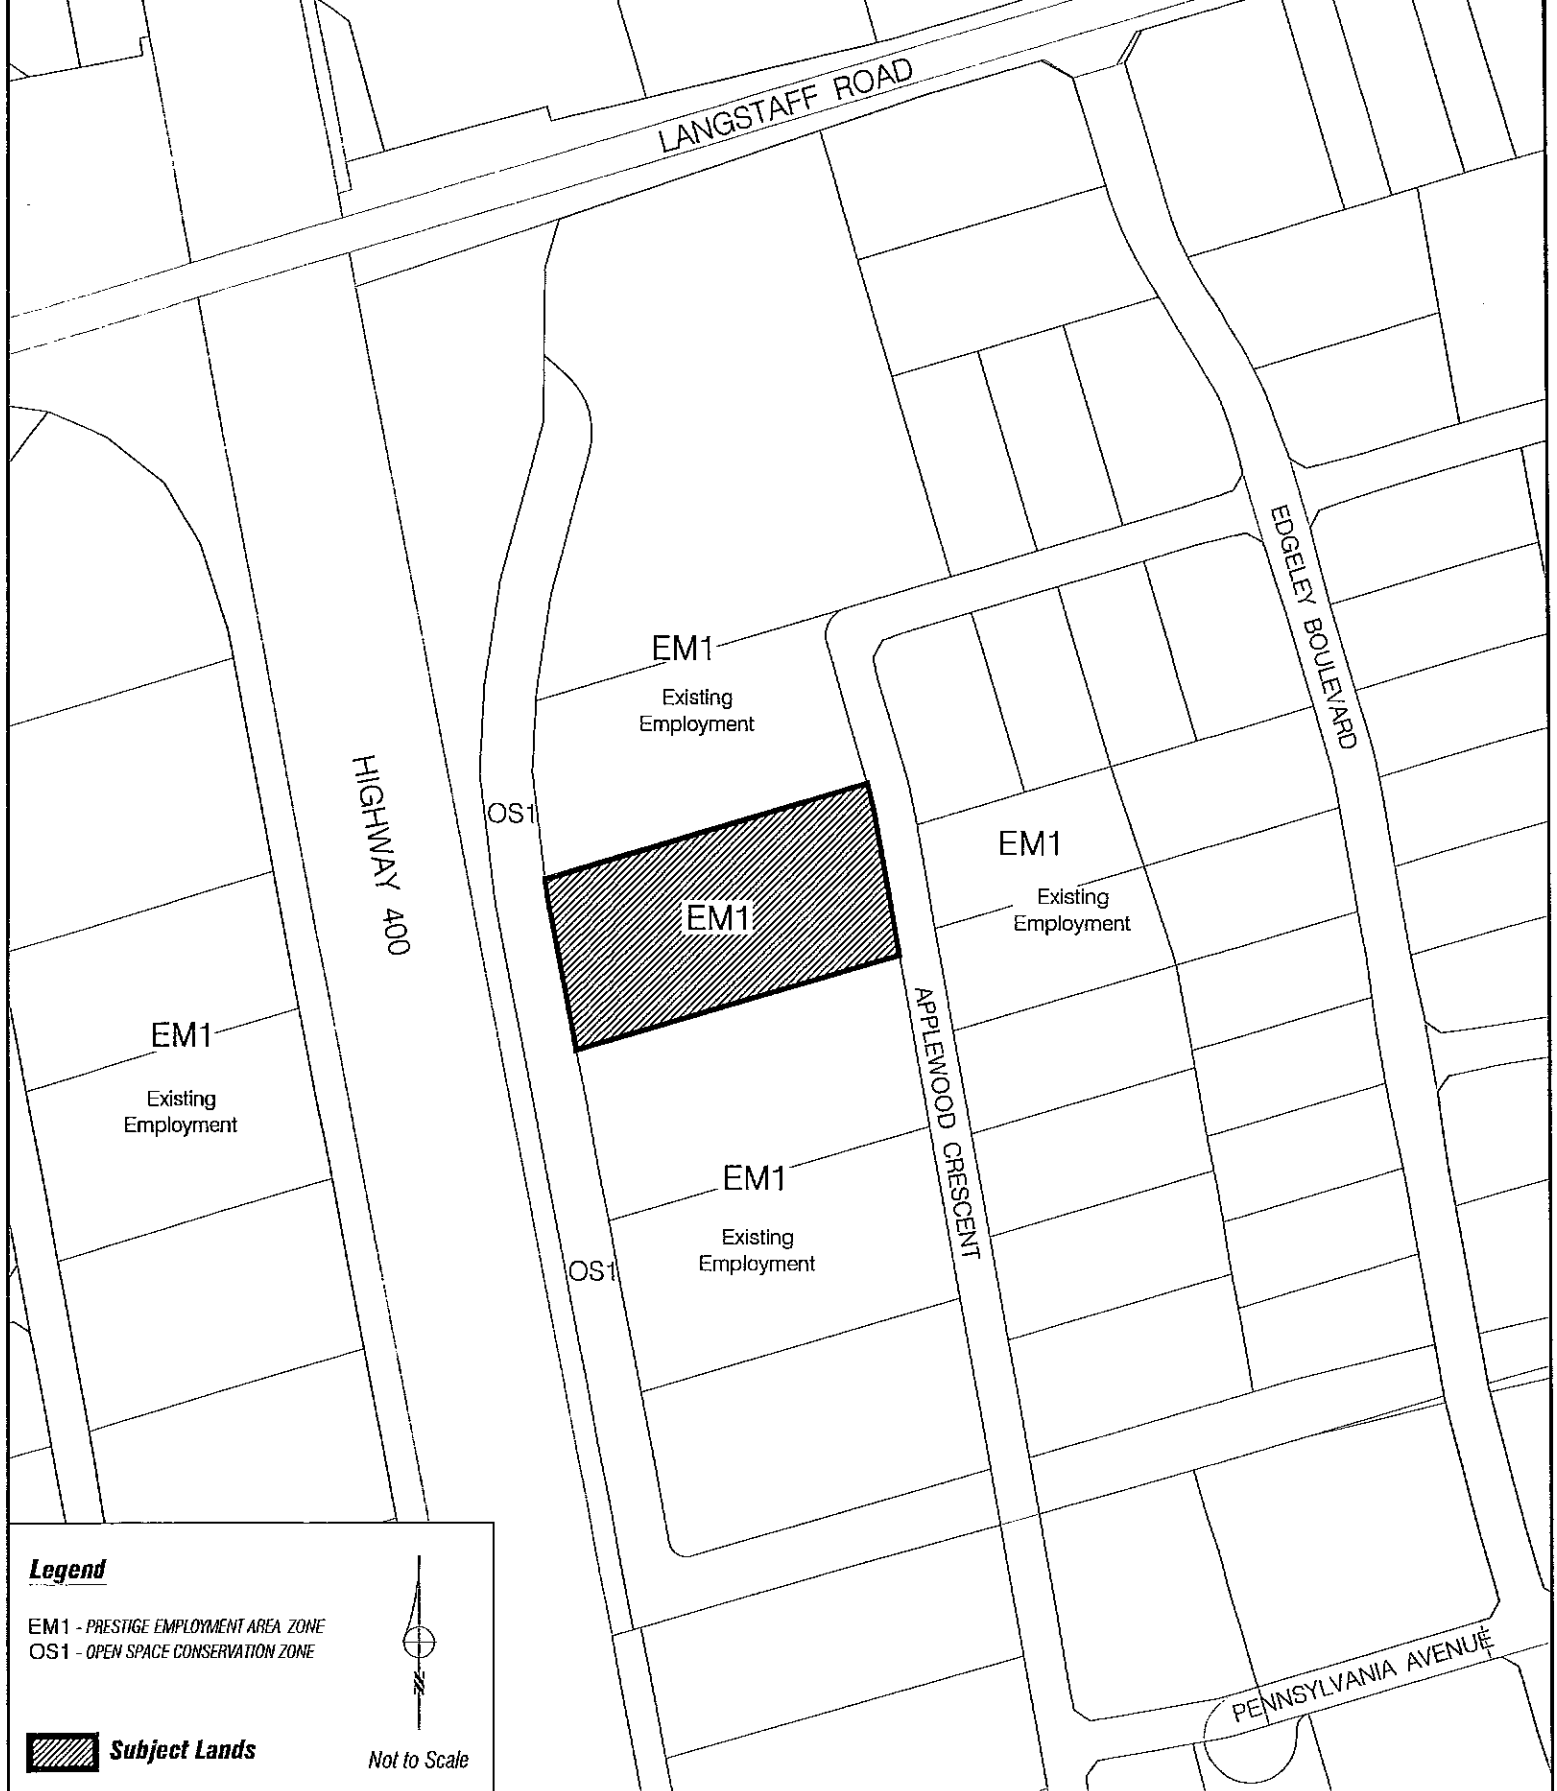 LANGSTAFF ROAD
EDGELEY BOULEVARD
EM1
Existing
Employment
HIGHWAY 400
OS1
EM1
Existing
Employment
EM1
APPLEWOOD CRESCENT
EM1
Existing
Employment
EM1
Existing
Employment
OS1
Legend
EM1 - PRESTIGE EMPLOYMENT AREA ZONE
OS1 - OPEN SPACE CONSERVATION ZONE
N
Subject Lands
Not to Scale
PENNSYLVANIA AVENUE